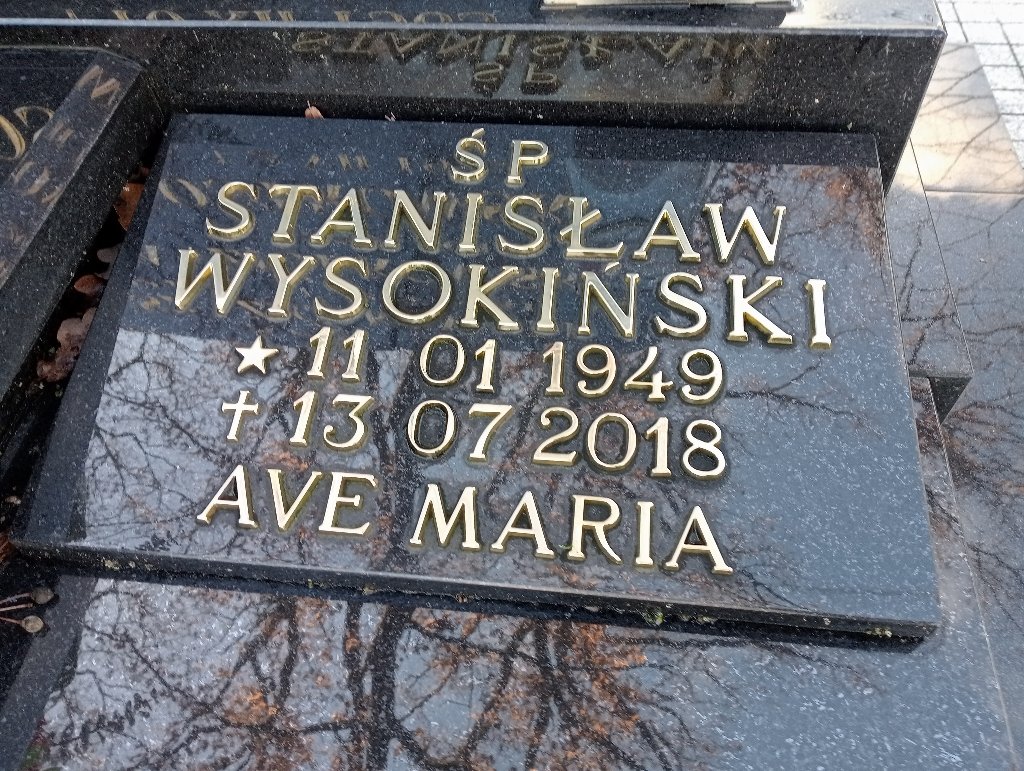 ŚP
STANISŁAW
WYSOKIŃSKI
★ 11 01 1949
† 13 07 2018
AVE MARIA